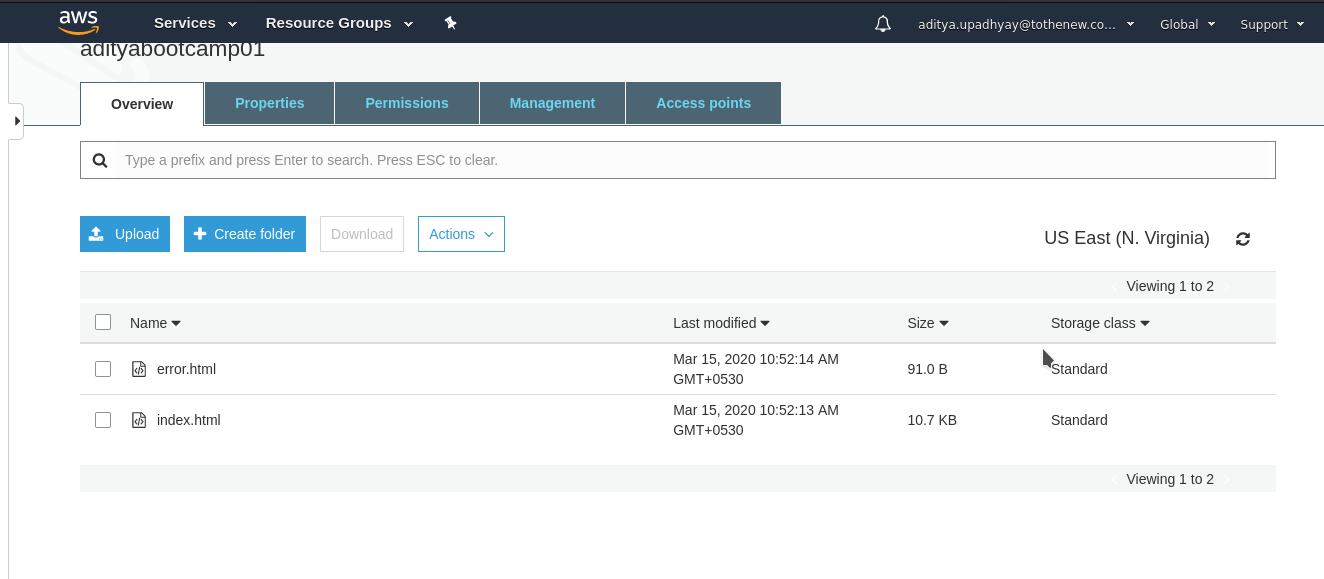 aws Services Resource Groups aditya.upadhyay@tothenew.co... Global Support
adityabootcamp01
Overview Properties Permissions Management Access points
Type a prefix and press Enter to search. Press ESC to clear.
Upload Create folder Download Actions US East (N. Virginia)
Viewing 1 to 2
Name Last modified Size Storage class
error.html Mar 15, 2020 10:52:14 AM GMT+0530 91.0 B Standard
index.html Mar 15, 2020 10:52:13 AM GMT+0530 10.7 KB Standard
Viewing 1 to 2